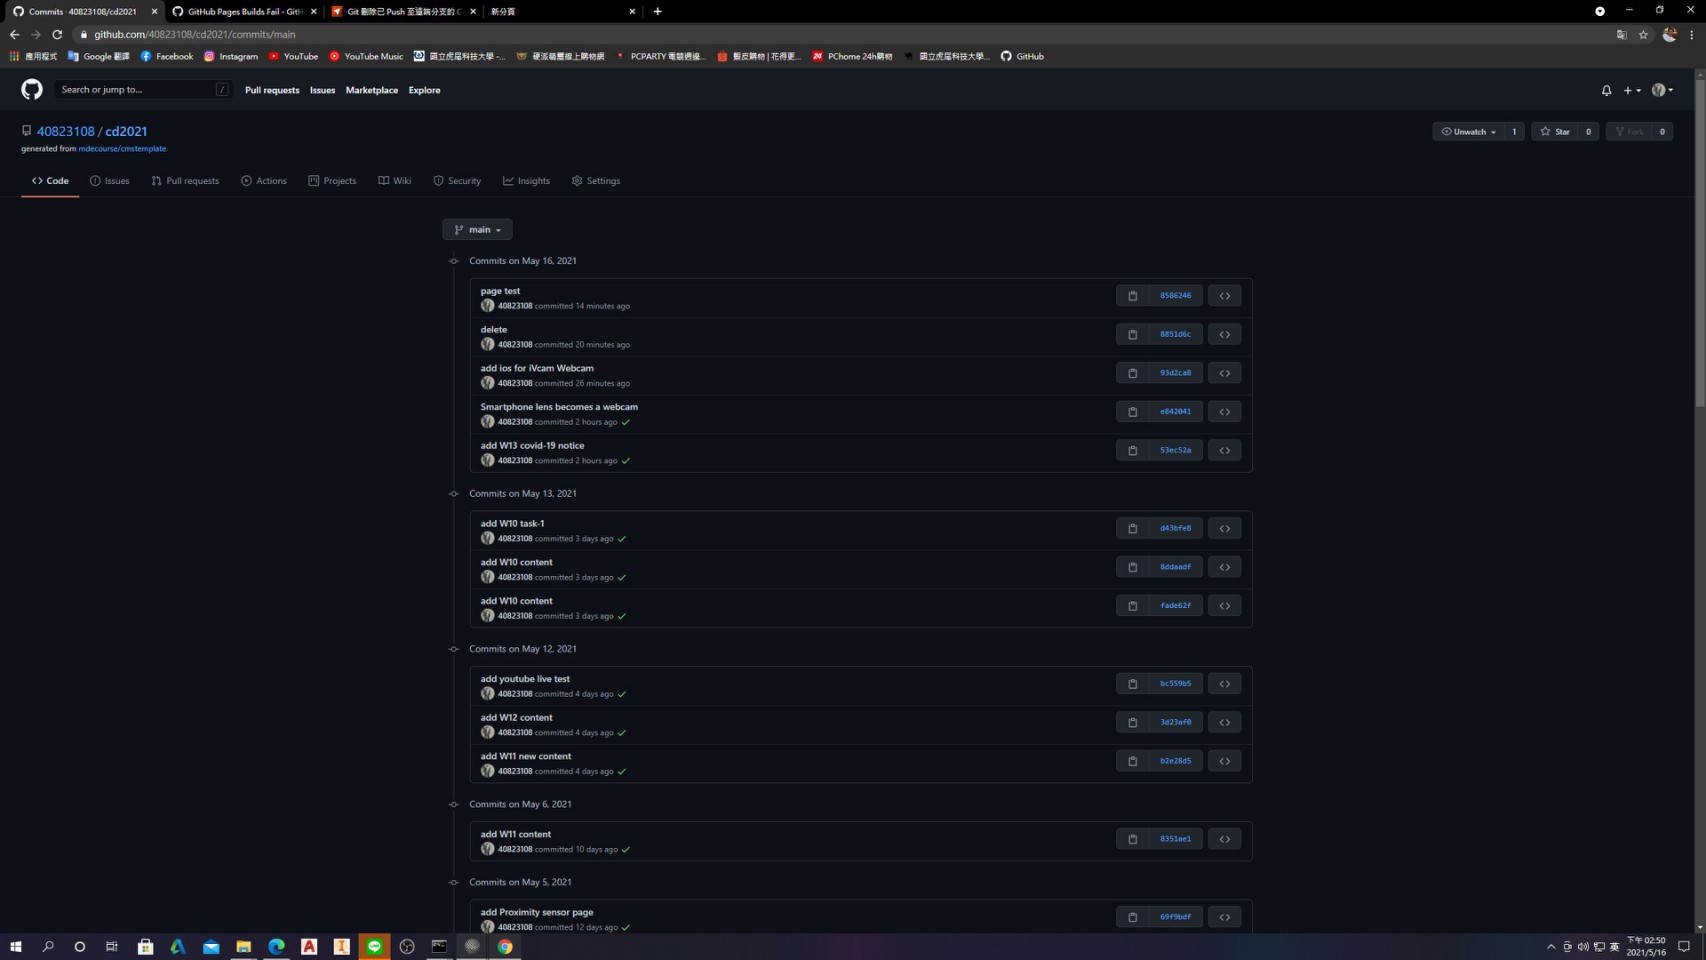 Commits · 40823108/cd2021
GitHub Pages Builds Fail · GitH
Git 刪除已 Push 至遠端分支的 C
新分頁
github.com/40823108/cd2021/commits/main
應用程式 Google 翻譯 Facebook Instagram YouTube YouTube Music 國立虎尾科技大學 -... 硬派精璽線上購物網 PCPARTY 電競週邊... 蝦皮購物 | 花得更... PChome 24h購物 國立虎尾科技大學... GitHub
Search or jump to... / Pull requests Issues Marketplace Explore
40823108 / cd2021 Unwatch 1 Star 0 Fork 0
generated from mdecourse/cmstemplate
Code Issues Pull requests Actions Projects Wiki Security Insights Settings
main
Commits on May 16, 2021
page test
40823108 committed 14 minutes ago 8586246
delete
40823108 committed 20 minutes ago 8851d6c
add ios for iVcam Webcam
40823108 committed 26 minutes ago 93d2ca8
Smartphone lens becomes a webcam
40823108 committed 2 hours ago e842041
add W13 covid-19 notice
40823108 committed 2 hours ago 53ec52a
Commits on May 13, 2021
add W10 task-1
40823108 committed 3 days ago d43bfe8
add W10 content
40823108 committed 3 days ago 8ddaadf
add W10 content
40823108 committed 3 days ago fade62f
Commits on May 12, 2021
add youtube live test
40823108 committed 4 days ago bc559b5
add W12 content
40823108 committed 4 days ago 3d23af0
add W11 new content
40823108 committed 4 days ago b2e28d5
Commits on May 6, 2021
add W11 content
40823108 committed 10 days ago 8351ae1
Commits on May 5, 2021
add Proximity sensor page
40823108 committed 12 days ago 69f9bdf
英
下午 02:50
2021/5/16